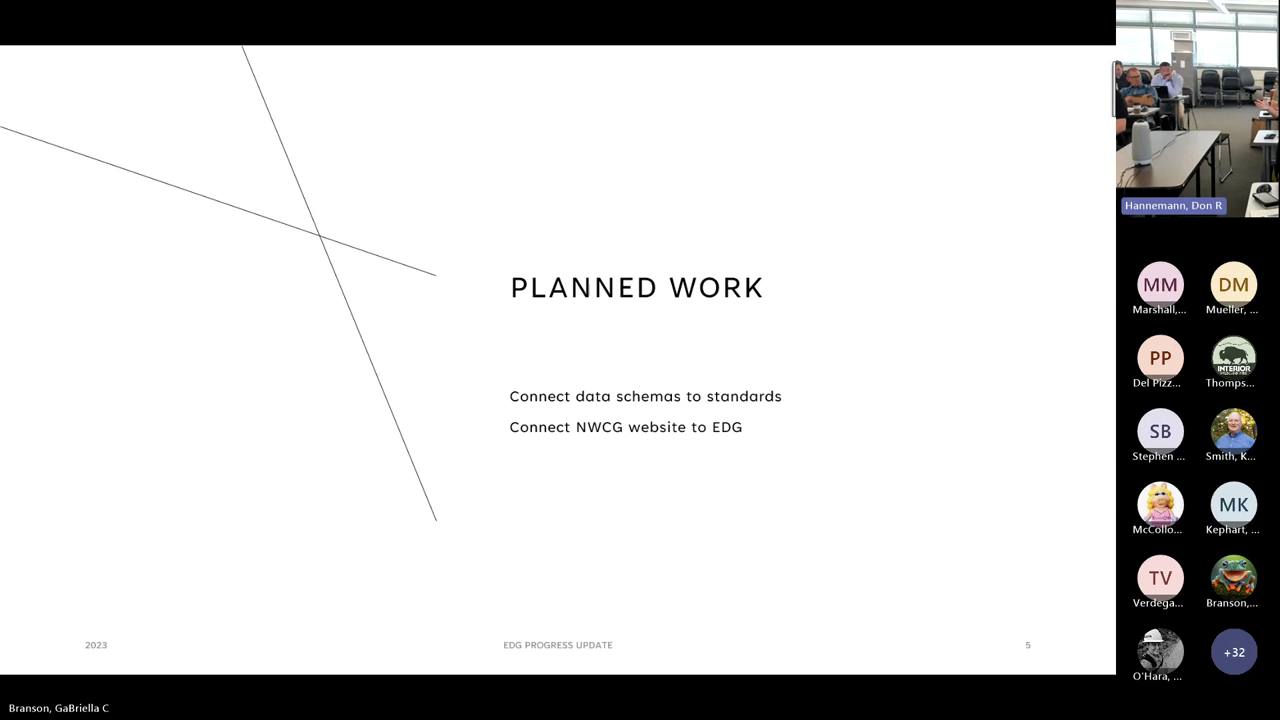 PLANNED WORK
Connect data schemas to standards
Connect NWCG website to EDG
2023
EDG PROGRESS UPDATE
5
Branson, GaBriella C
Hannemann, Don R
MM
DM
Marshall,...
Mueller, ...
PP
INTERIOR
Del Pizz...
Thomps...
SB
Stephen ...
Smith, K...
MK
McCollo...
Kephart, ...
TV
Verdega...
Branson,...
O'Hara, ...
+32